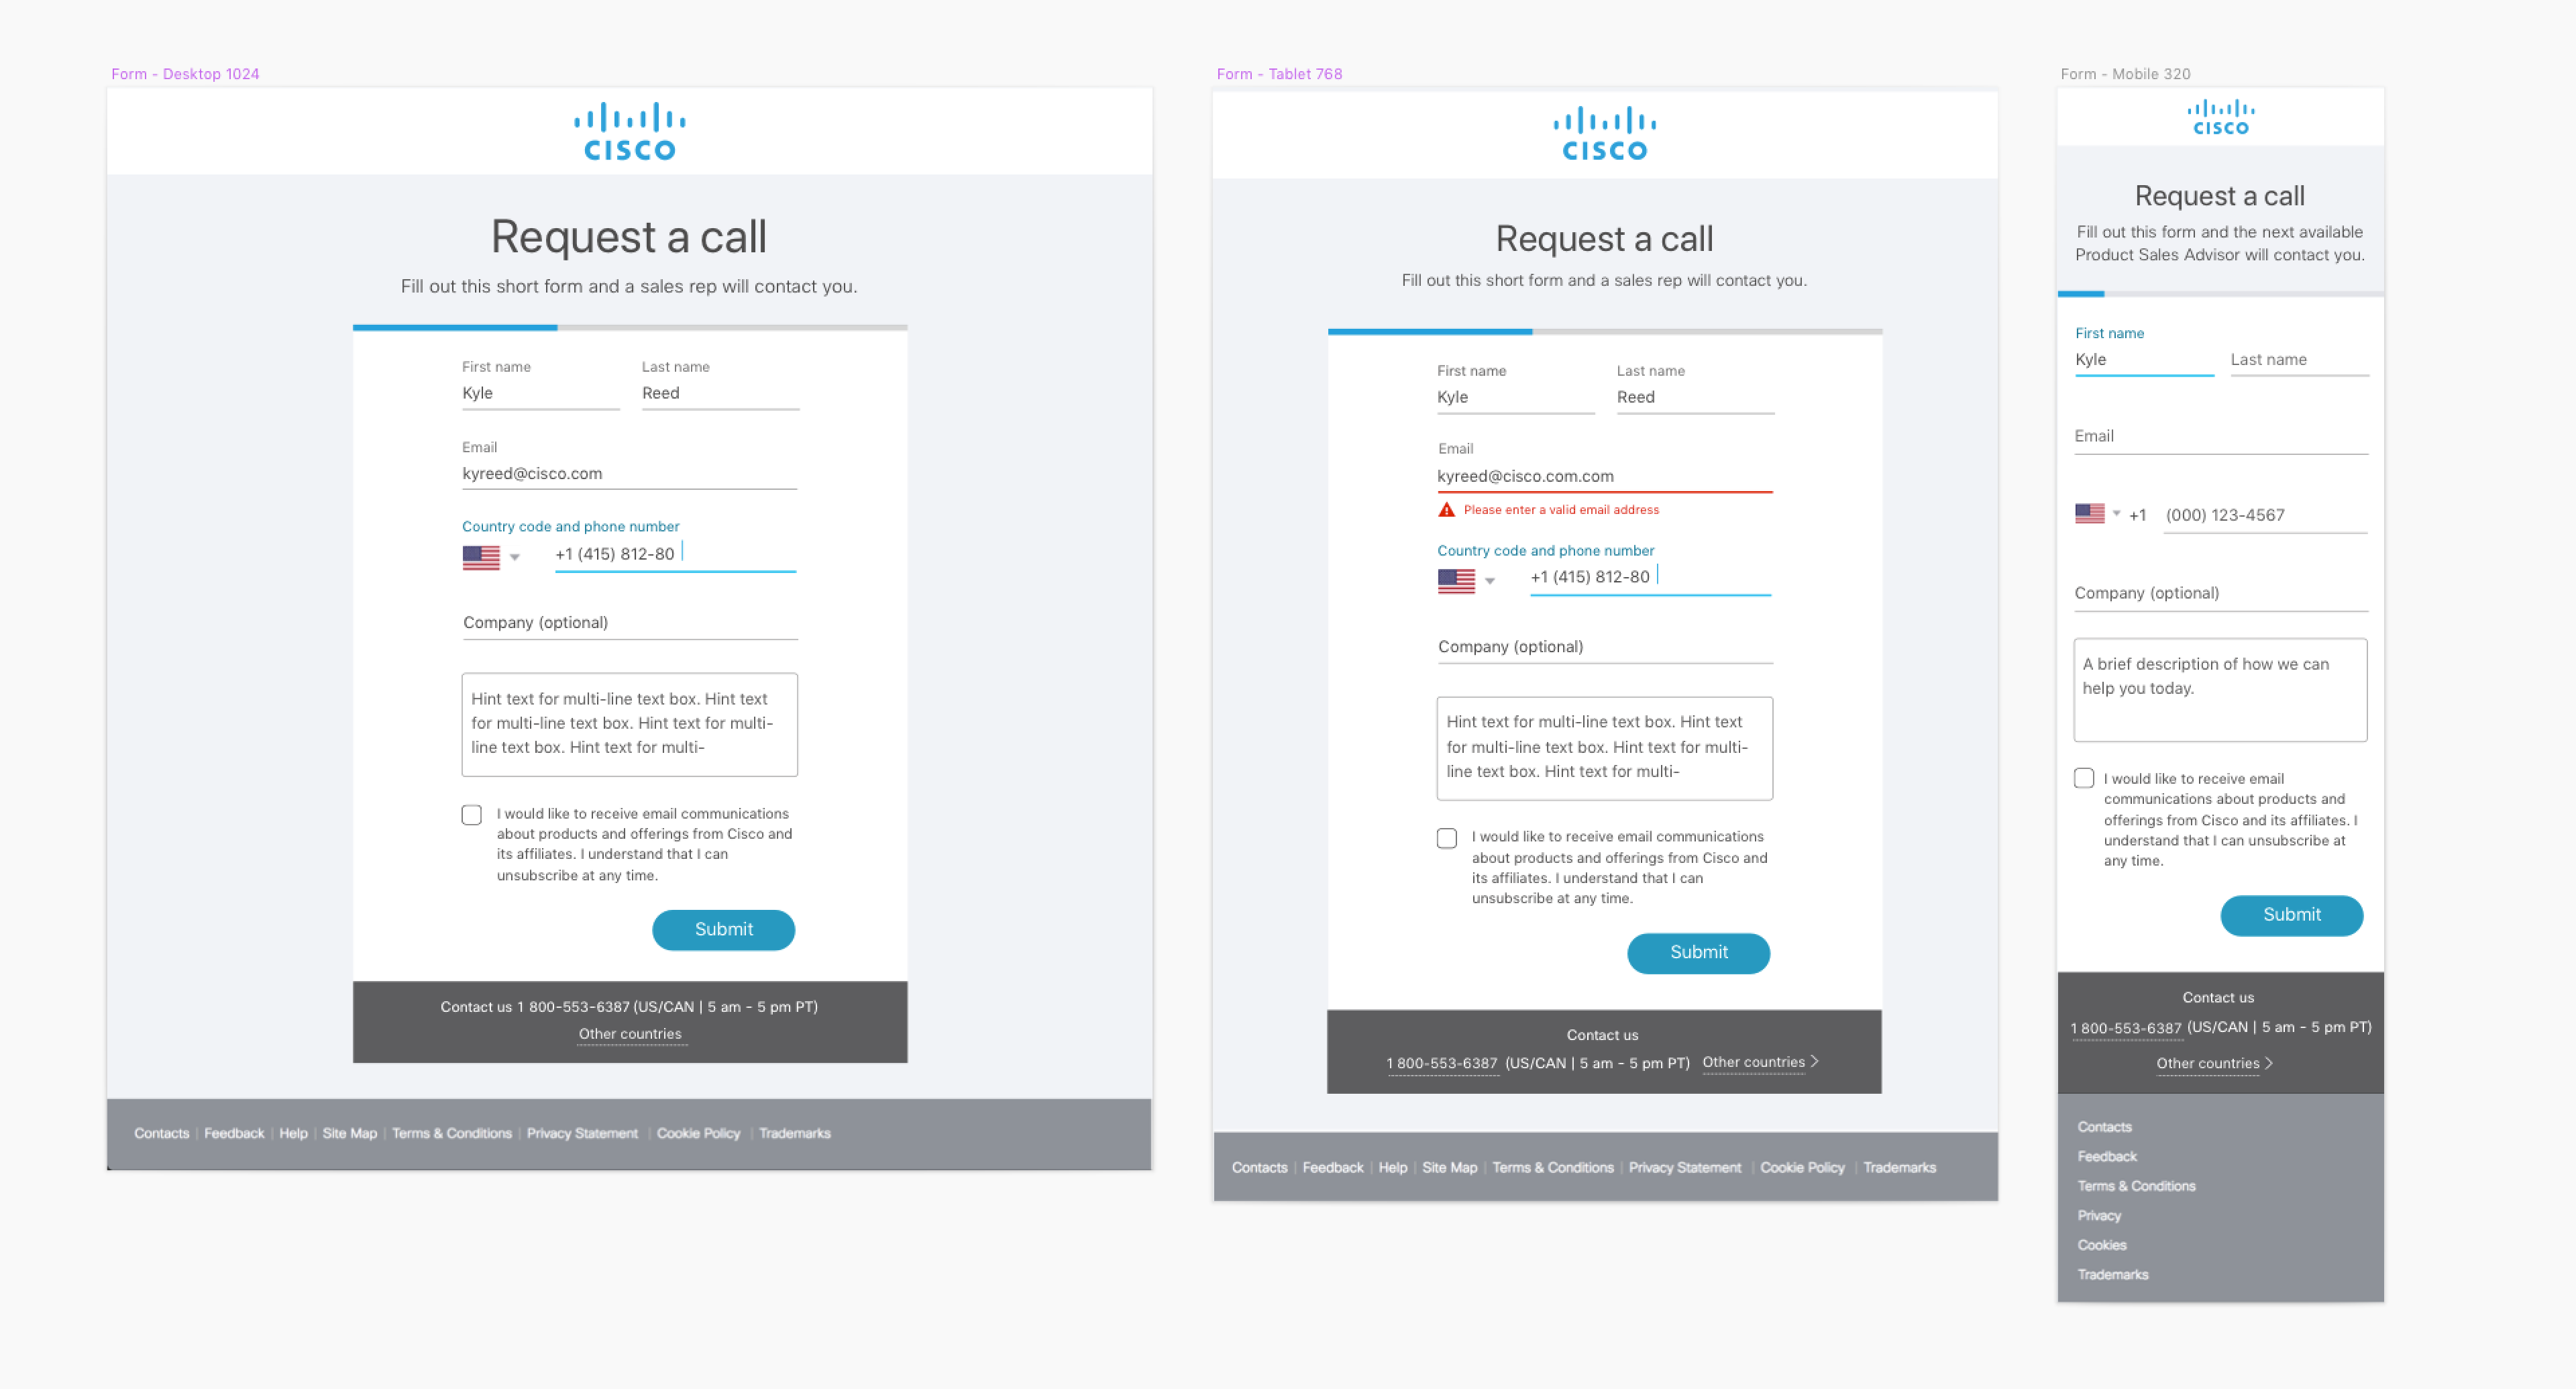 Form - Desktop 1024
CISCO
Request a call
Fill out this short form and a sales rep will contact you.
First name Last name
Kyle Reed
Email
kyreed@cisco.com
Country code and phone number
+1 (415) 812-80
Company (optional)
Hint text for multi-line text box. Hint text
for multi-line text box. Hint text for multi-
line text box. Hint text for multi-
I would like to receive email communications
about products and offerings from Cisco and
its affiliates. I understand that I can
unsubscribe at any time.
Submit
Contact us 1 800-553-6387 (US/CAN | 5 am - 5 pm PT)
Other countries
Contacts | Feedback | Help | Site Map | Terms & Conditions | Privacy Statement | Cookie Policy | Trademarks
Form - Tablet 768
CISCO
Request a call
Fill out this short form and a sales rep will contact you.
First name Last name
Kyle Reed
Email
kyreed@cisco.com.com
Please enter a valid email address
Country code and phone number
+1 (415) 812-80
Company (optional)
Hint text for multi-line text box. Hint text
for multi-line text box. Hint text for multi-
line text box. Hint text for multi-
I would like to receive email communications
about products and offerings from Cisco and
its affiliates. I understand that I can
unsubscribe at any time.
Submit
Contact us
1 800-553-6387 (US/CAN | 5 am - 5 pm PT) Other countries >
Contacts | Feedback | Help | Site Map | Terms & Conditions | Privacy Statement | Cookie Policy | Trademarks
Form - Mobile 320
CISCO
Request a call
Fill out this form and the next available
Product Sales Advisor will contact you.
First name
Kyle Last name
Email
+1 (000) 123-4567
Company (optional)
A brief description of how we can
help you today.
I would like to receive email
communications about products and
offerings from Cisco and its affiliates. I
understand that I can unsubscribe at
any time.
Submit
Contact us
1 800-553-6387 (US/CAN | 5 am - 5 pm PT)
Other countries >
Contacts
Feedback
Terms & Conditions
Privacy
Cookies
Trademarks